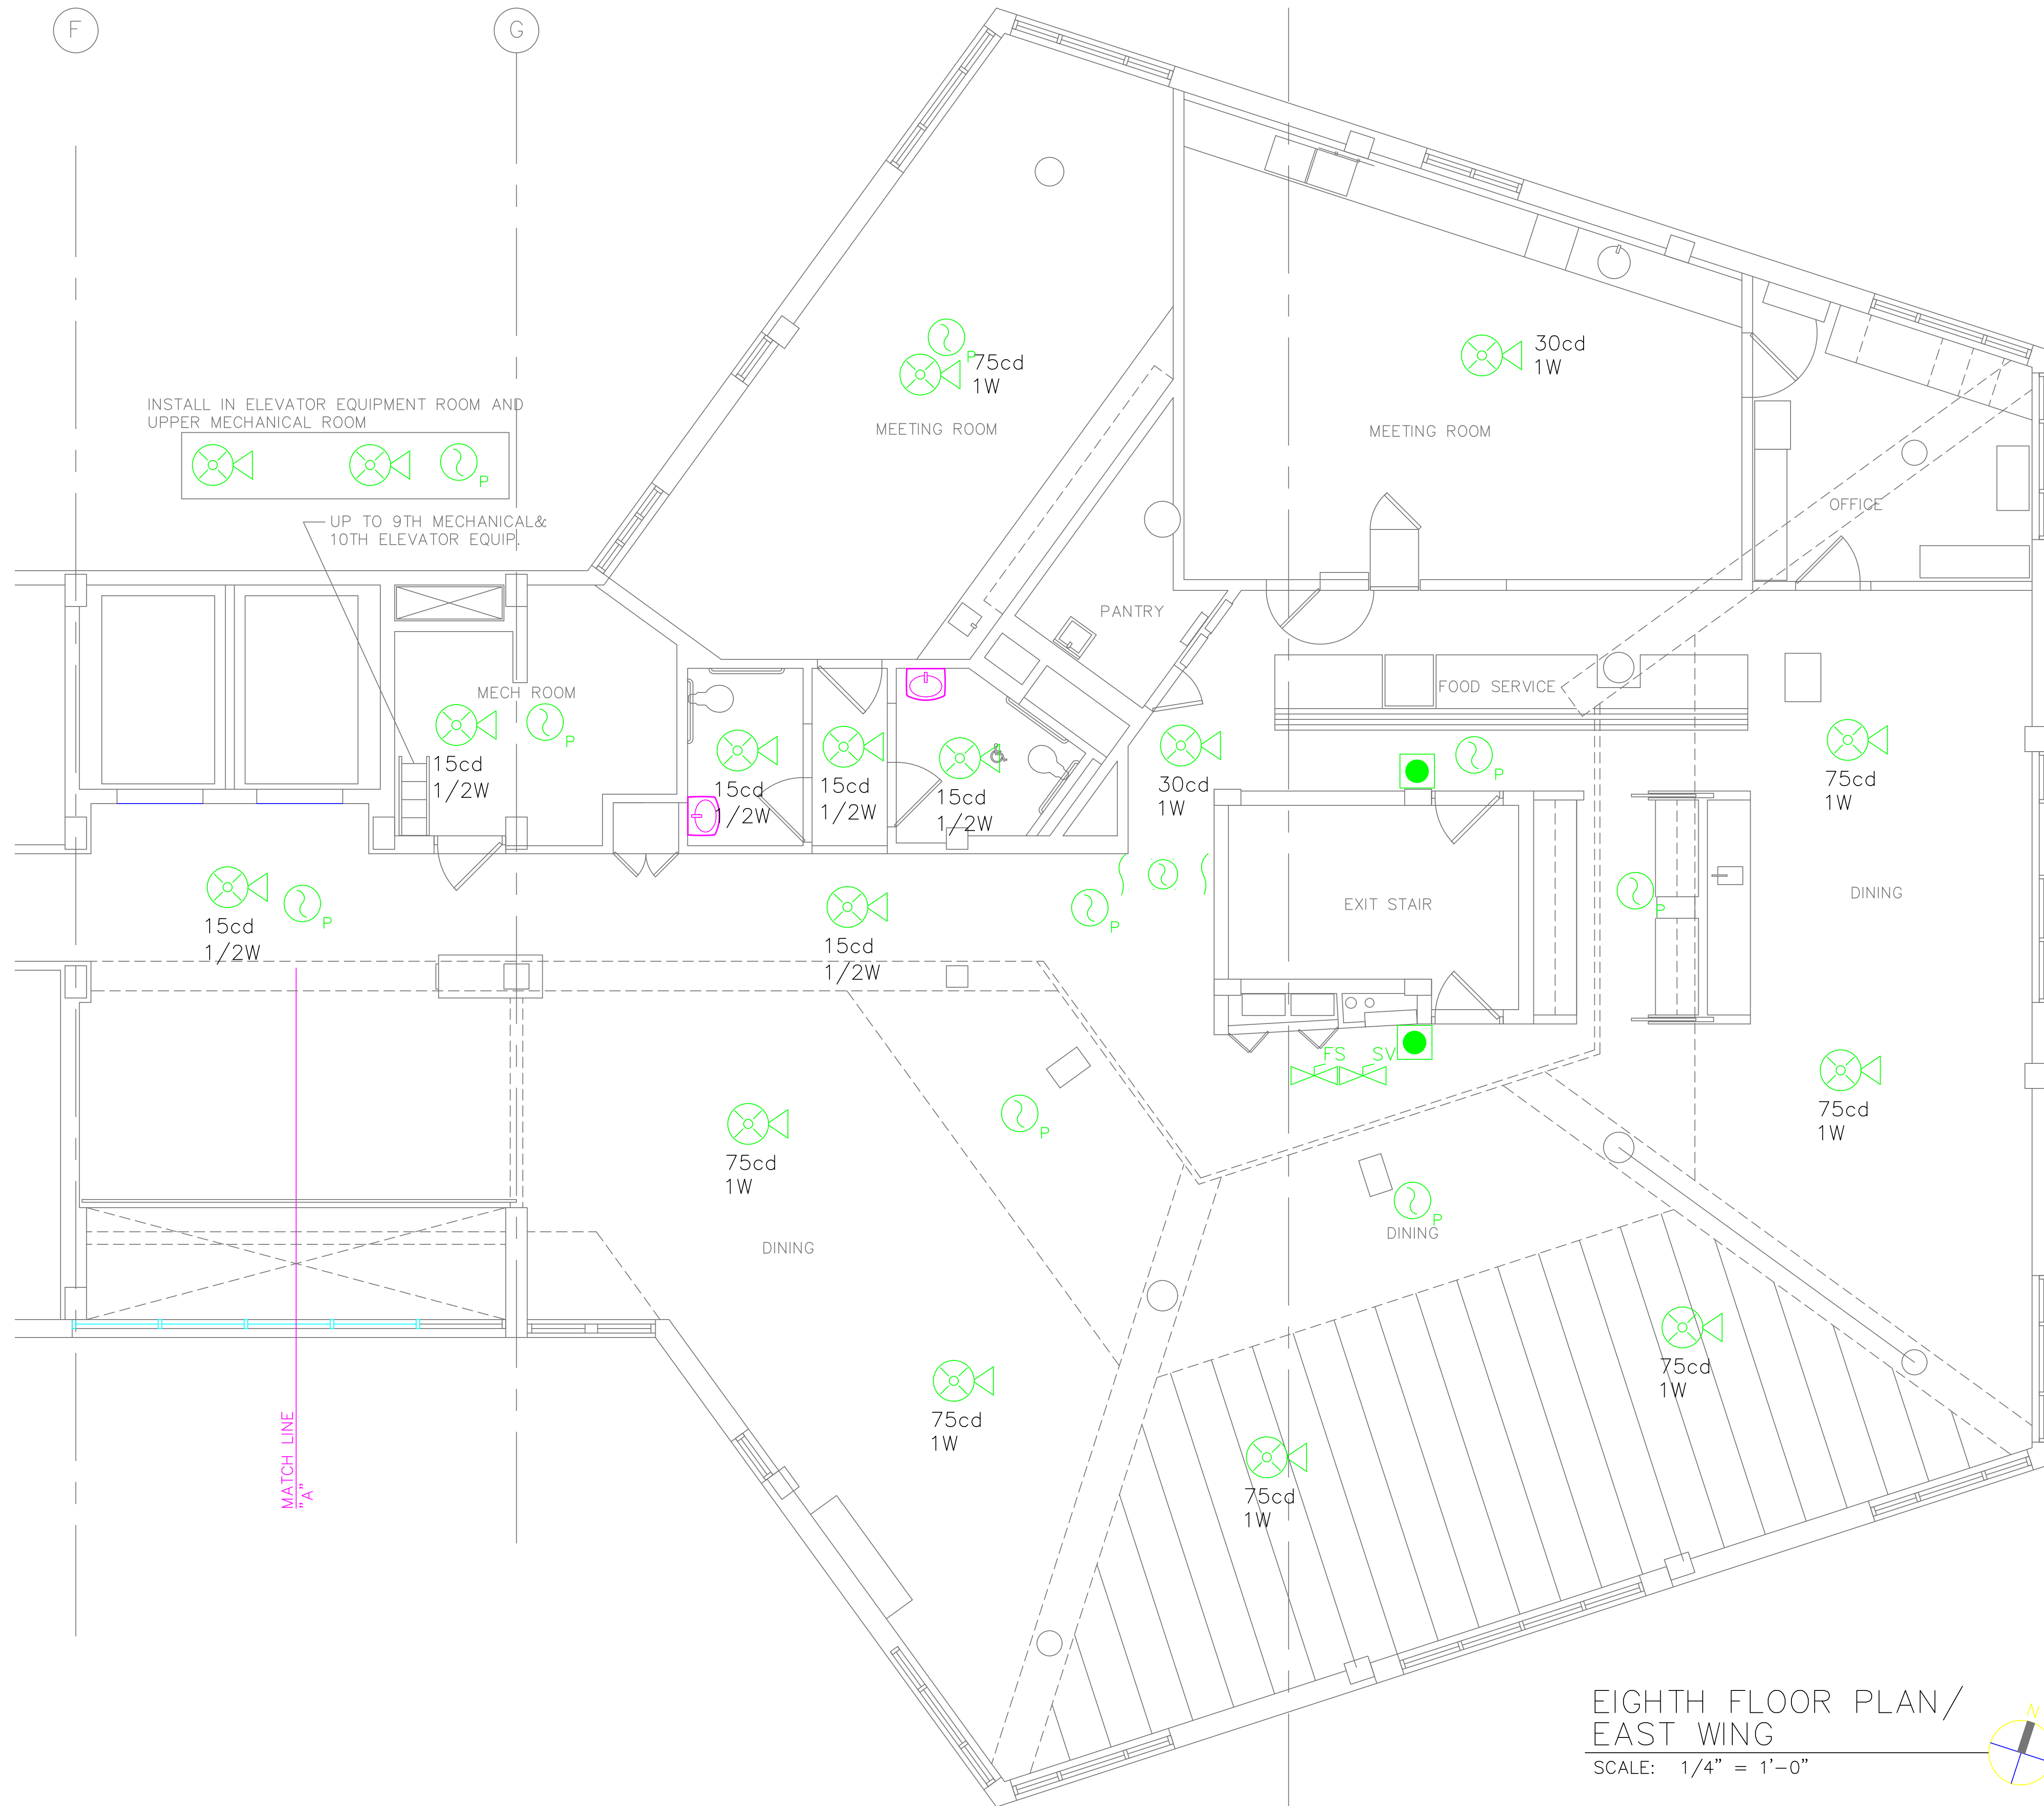 F
G
INSTALL IN ELEVATOR EQUIPMENT ROOM AND
UPPER MECHANICAL ROOM
P
UP TO 9TH MECHANICAL&
10TH ELEVATOR EQUIP.
P
75cd
1W
MEETING ROOM
30cd
1W
MEETING ROOM
OFFICE
PANTRY
MECH ROOM
P
15cd
1/2W
15cd
1/2W
15cd
1/2W
15cd
1/2W
30cd
1W
FOOD SERVICE
P
75cd
1W
15cd
1/2W
P
15cd
1/2W
P
EXIT STAIR
P
DINING
FS
SV
75cd
1W
75cd
1W
P
P
DINING
DINING
75cd
1W
75cd
1W
75cd
1W
MATCH LINE
"A"
EIGHTH FLOOR PLAN/
EAST WING
SCALE: 1/4" = 1'-0"
N